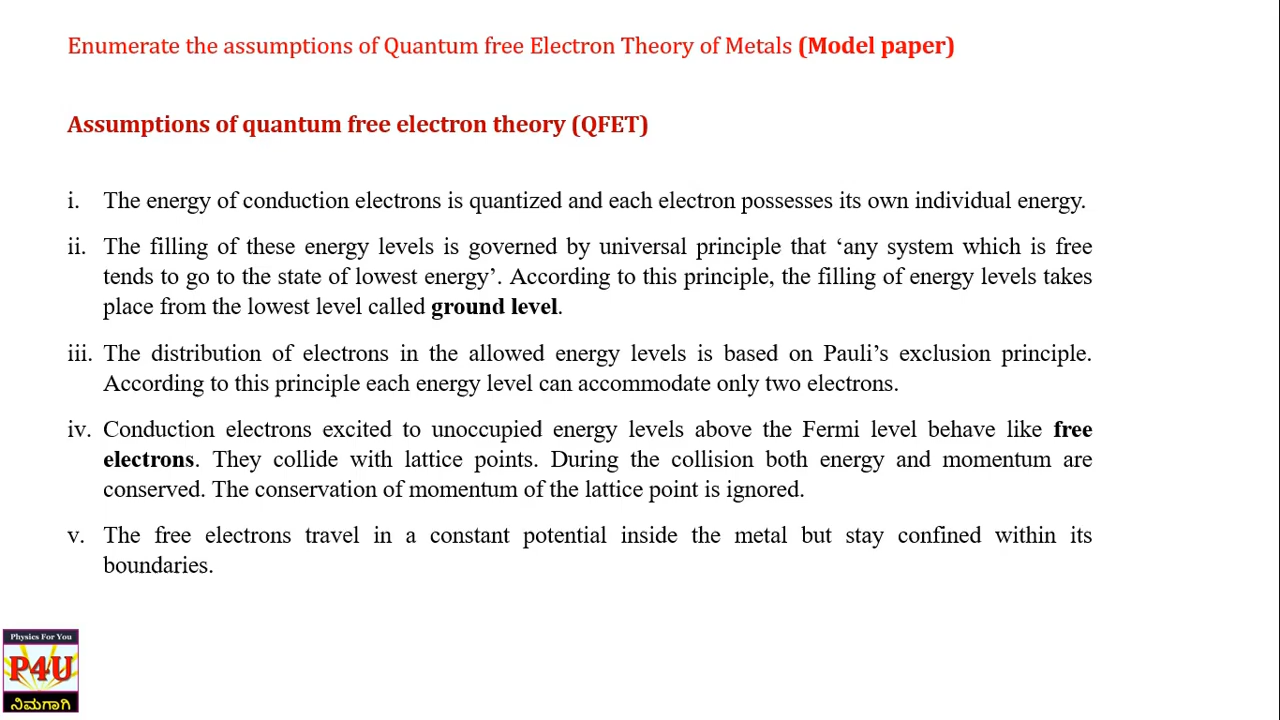 Enumerate the assumptions of Quantum free Electron Theory of Metals (Model paper)
Assumptions of quantum free electron theory (QFET)
i. The energy of conduction electrons is quantized and each electron possesses its own individual energy.
ii. The filling of these energy levels is governed by universal principle that ‘any system which is free
tends to go to the state of lowest energy’. According to this principle, the filling of energy levels takes
place from the lowest level called ground level.
iii. The distribution of electrons in the allowed energy levels is based on Pauli’s exclusion principle.
According to this principle each energy level can accommodate only two electrons.
iv. Conduction electrons excited to unoccupied energy levels above the Fermi level behave like free
electrons. They collide with lattice points. During the collision both energy and momentum are
conserved. The conservation of momentum of the lattice point is ignored.
v. The free electrons travel in a constant potential inside the metal but stay confined within its
boundaries.
Physics For You
P4U
ನಿಮಗಾಗಿ